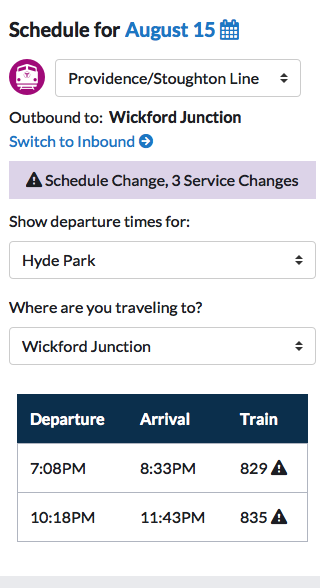 Schedule for August 15
Providence/Stoughton Line
Outbound to: Wickford Junction
Switch to Inbound
Schedule Change, 3 Service Changes
Show departure times for:
Hyde Park
Where are you traveling to?
Wickford Junction
Departure Arrival Train
7:08PM 8:33PM 829
10:18PM 11:43PM 835